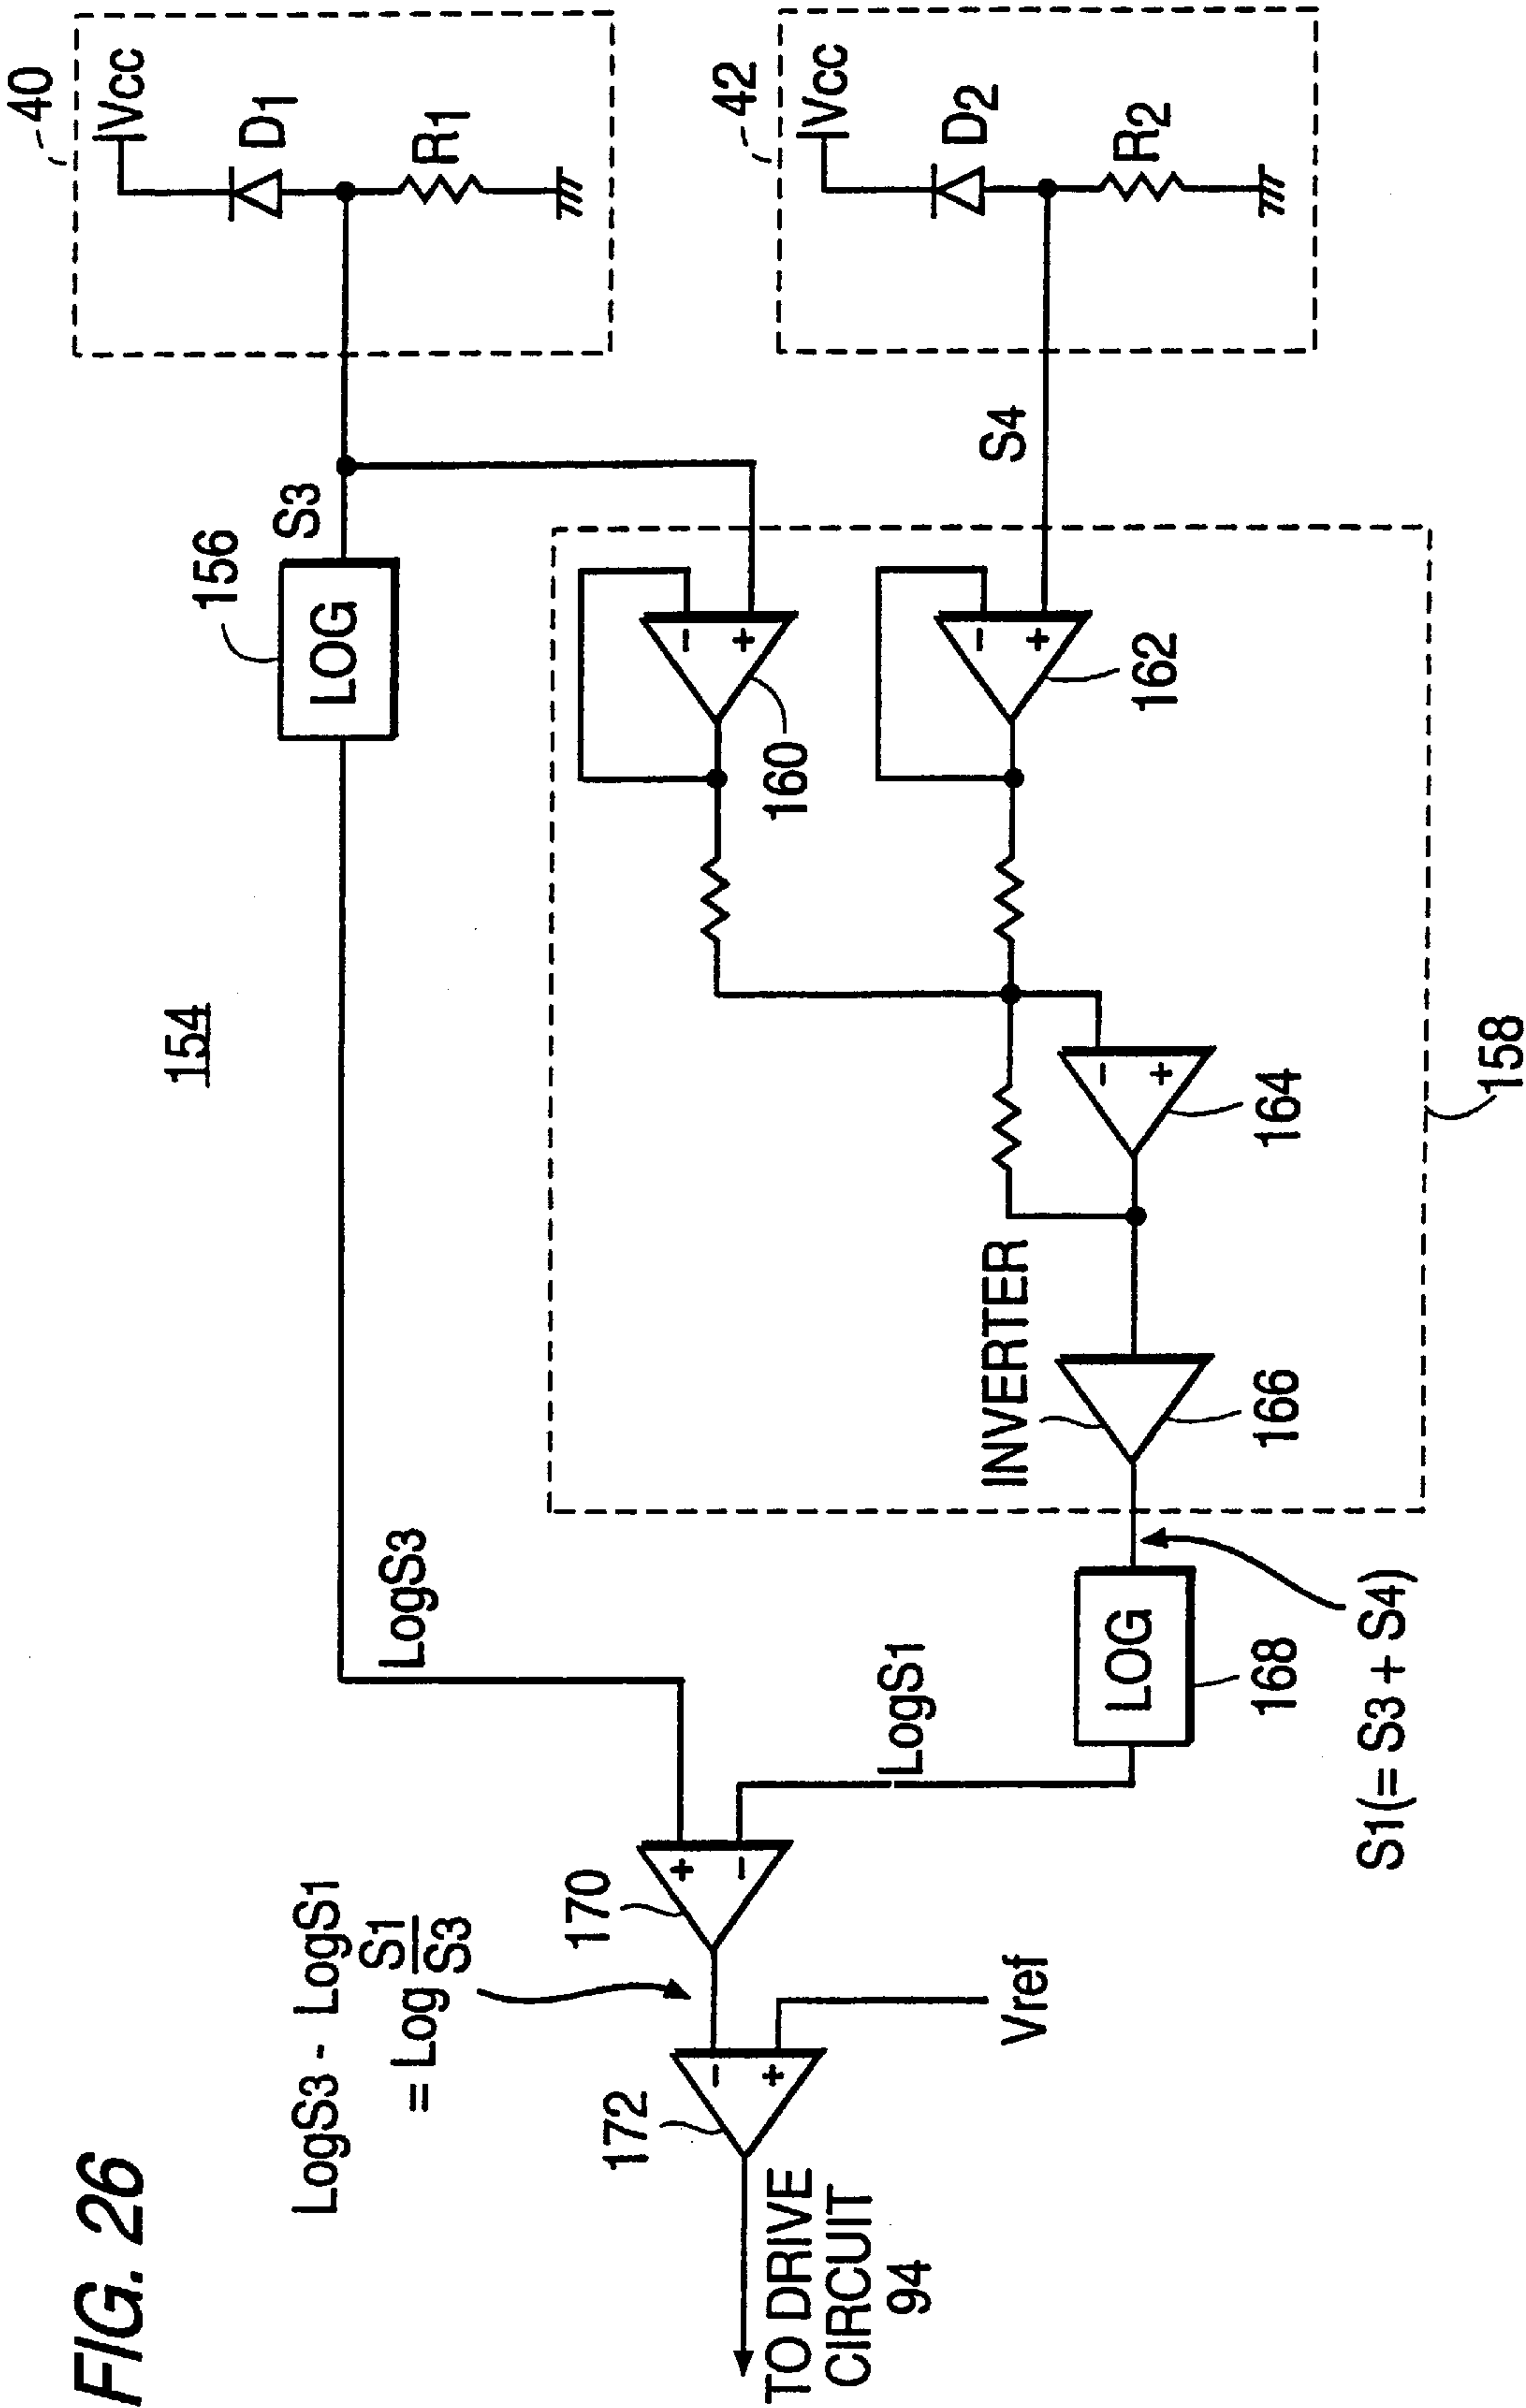 FIG. 26
154
40
Vcc
D1
R1
42
Vcc
D2
R2
156
LOG
S3
S4
-
+
160
-
+
162
-
+
164
INVERTER
166
158
LogS3
LogS1
LOG
168
S1(= S3 + S4)
LogS3 - LogS1
= Log S1/S3
+
-
170
-
+
172
Vref
TO DRIVE
CIRCUIT
94